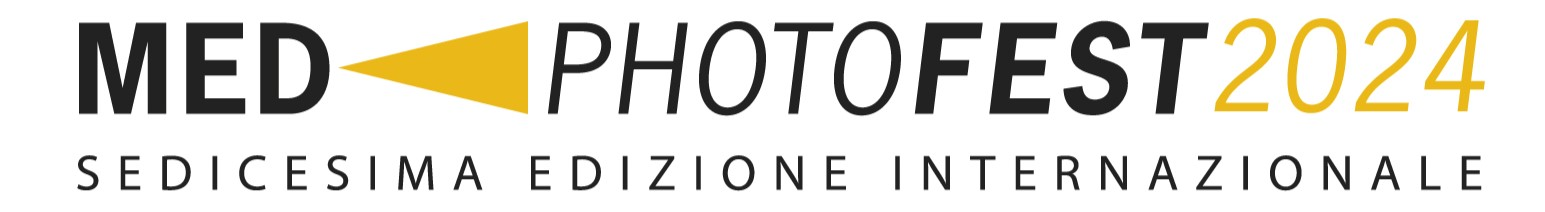 MED PHOTOFEST2024
SEDICESIMA EDIZIONE INTERNAZIONALE